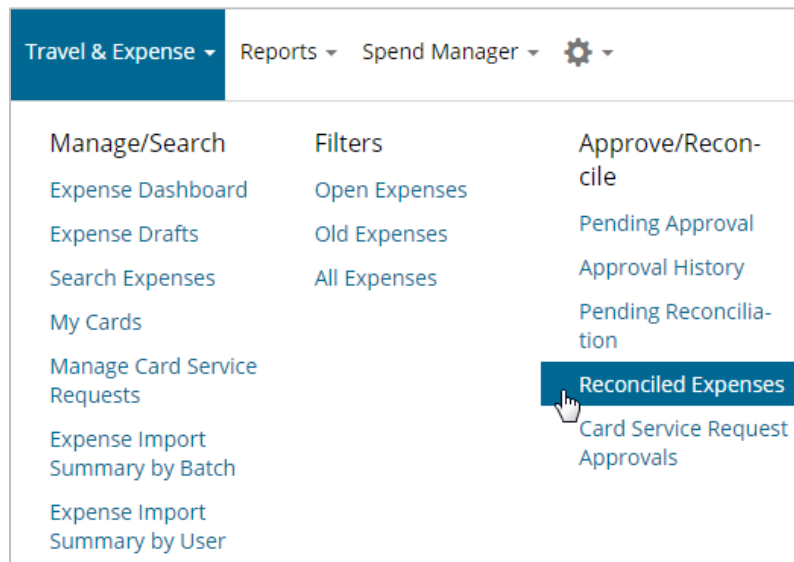 Travel & Expense Reports Spend Manager
Manage/Search
Expense Dashboard
Expense Drafts
Search Expenses
My Cards
Manage Card Service
Requests
Expense Import
Summary by Batch
Expense Import
Summary by User
Filters
Open Expenses
Old Expenses
All Expenses
Approve/Recon-
cile
Pending Approval
Approval History
Pending Reconcilia-
tion
Reconciled Expenses
Card Service Request
Approvals